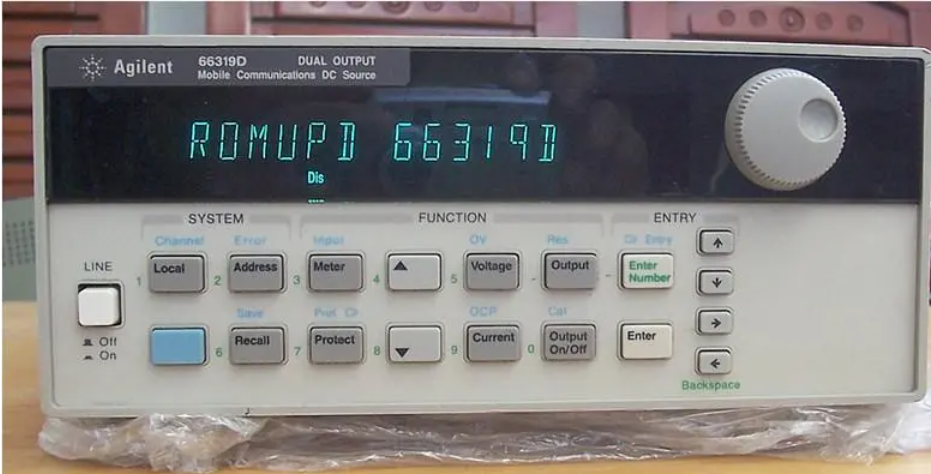 Agilent 66319D DUAL OUTPUT
Mobile Communications DC Source
ROMUPD 66319D
Dis
SYSTEM FUNCTION ENTRY
Channel Error Input OV Res Clr Entry
LINE
1 Local 2 Address 3 Meter 4 5 Voltage - Output - Enter Number
Off
On
Save Prot Clr OCP Cal
6 Recall 7 Protect 8 9 Current 0 Output On/Off Enter
Backspace